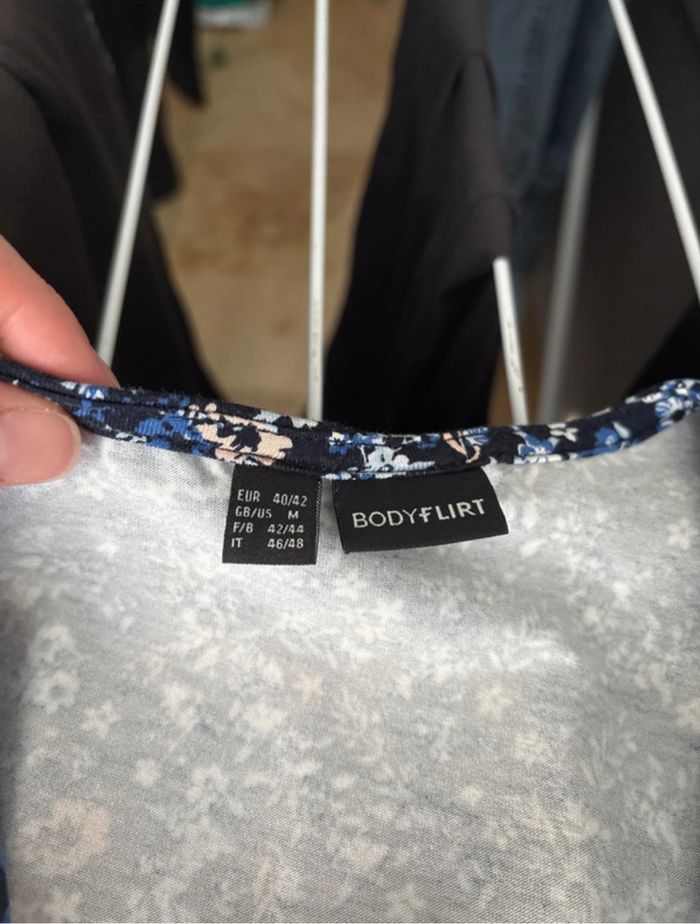 EUR 40/42
GB/US M
F/B 42/44
IT 46/48
BODYFLIRT